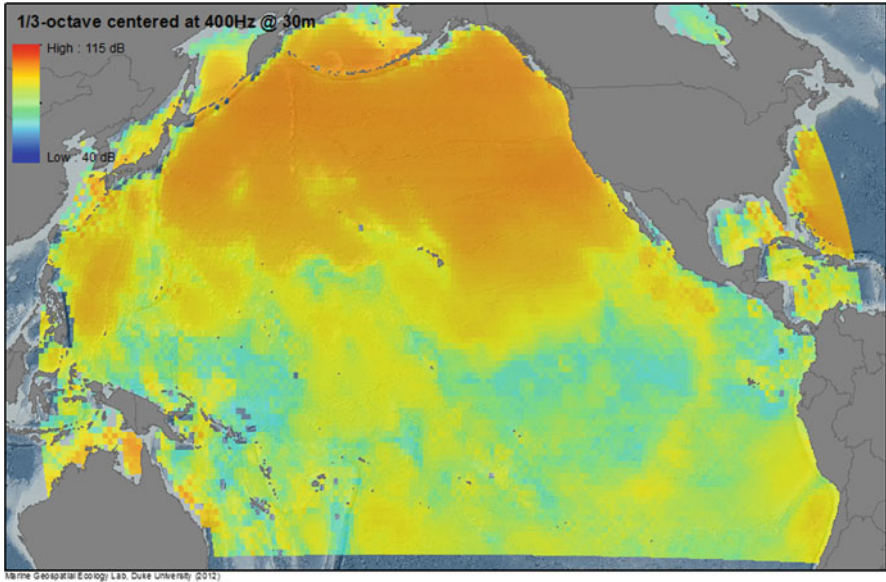 1/3-octave centered at 400Hz @ 30m
High : 115 dB
Low : 40 dB
Marine Geospatial Ecology Lab, Duke University (2012)